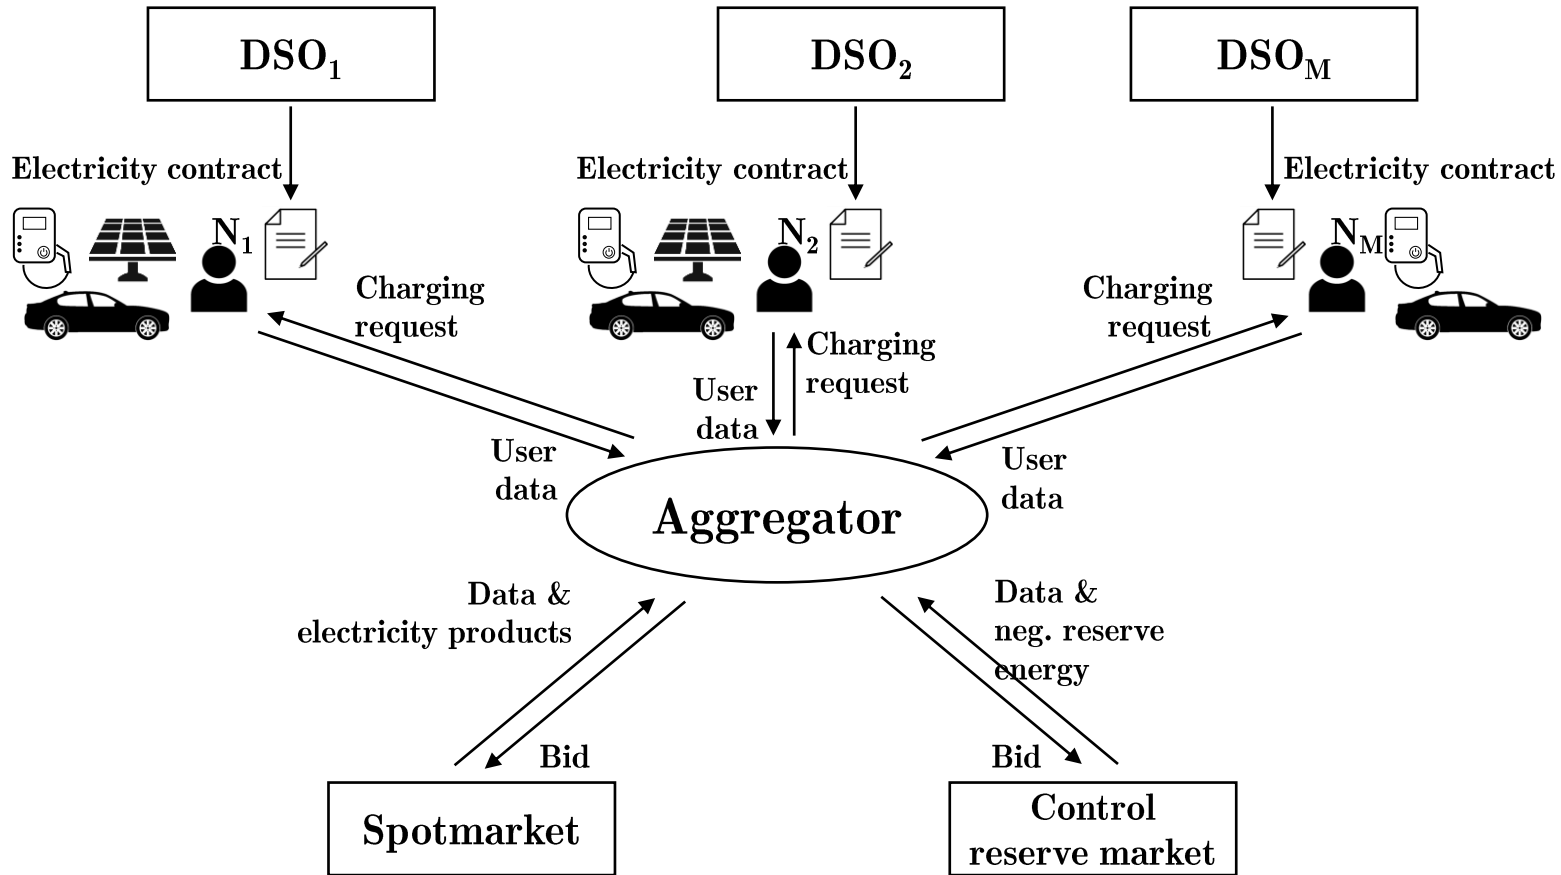 DSO1
DSO2
DSOM
Electricity contract
Electricity contract
Electricity contract
N1
N2
NM
Charging
request
Charging
request
Charging
request
User
data
User
data
User
data
Aggregator
Data &
electricity products
Data &
neg. reserve
energy
Bid
Bid
Spotmarket
Control
reserve market